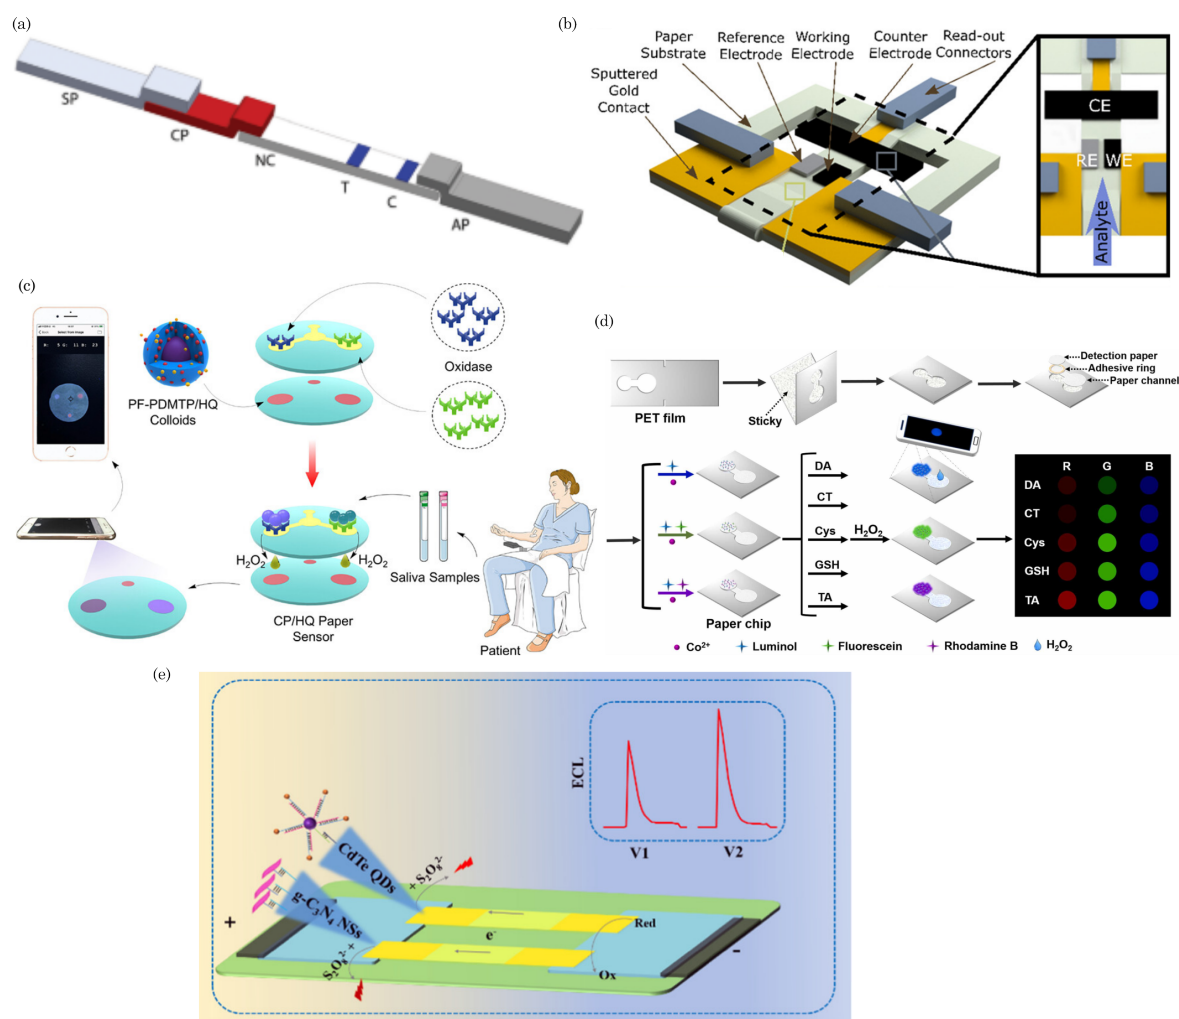 (a)
SP
CP
NC
T
C
AP
(b)
Paper
Substrate
Reference
Electrode
Working
Electrode
Counter
Electrode
Read-out
Connectors
Sputtered
Gold
Contact
CE
RE
WE
Analyte
(c)
PF-PDMTP/HQ
Colloids
Oxidase
H₂O₂
H₂O₂
CP/HQ Paper
Sensor
Saliva Samples
Patient
(d)
PET film
Sticky
Detection paper
Adhesive ring
Paper channel
DA
CT
Cys
H₂O₂
GSH
TA
Paper chip
R G B
DA
CT
Cys
GSH
TA
Co²⁺
Luminol
Fluorescein
Rhodamine B
H₂O₂
(e)
ECL
V1
V2
CdTe QDs
+ S₂O₈²⁻
g-C₃N₄ NSs
S₂O₈²⁻ +
e⁻
Red
Ox
+
-